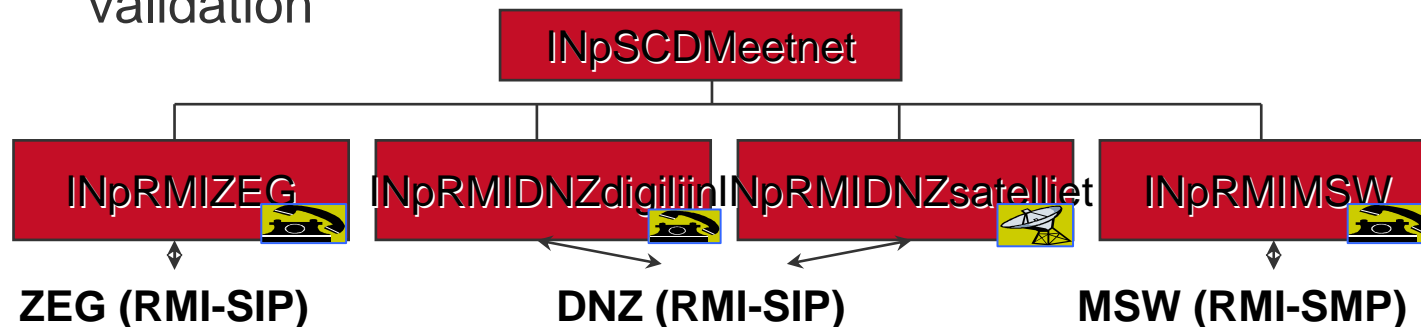 validation
INpSCDMeetnet
INpRMIZEG
INpRMIDNZdigilijn
INpRMIDNZsatelliet
INpRMIMSW
ZEG (RMI-SIP)
DNZ (RMI-SIP)
MSW (RMI-SMP)